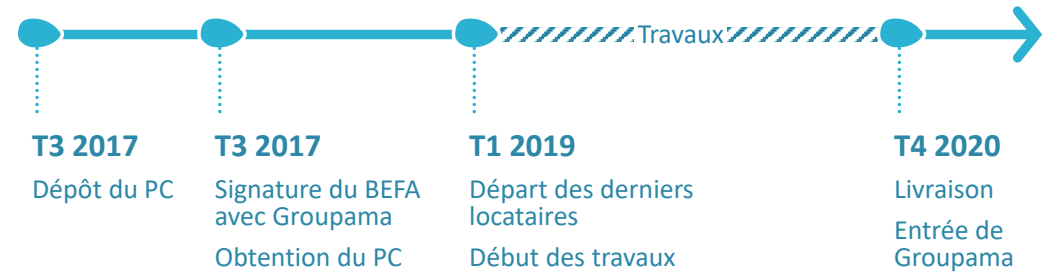 Travaux
T3 2017
Dépôt du PC
T3 2017
Signature du BEFA
avec Groupama
Obtention du PC
T1 2019
Départ des derniers
locataires
Début des travaux
T4 2020
Livraison
Entrée de
Groupama